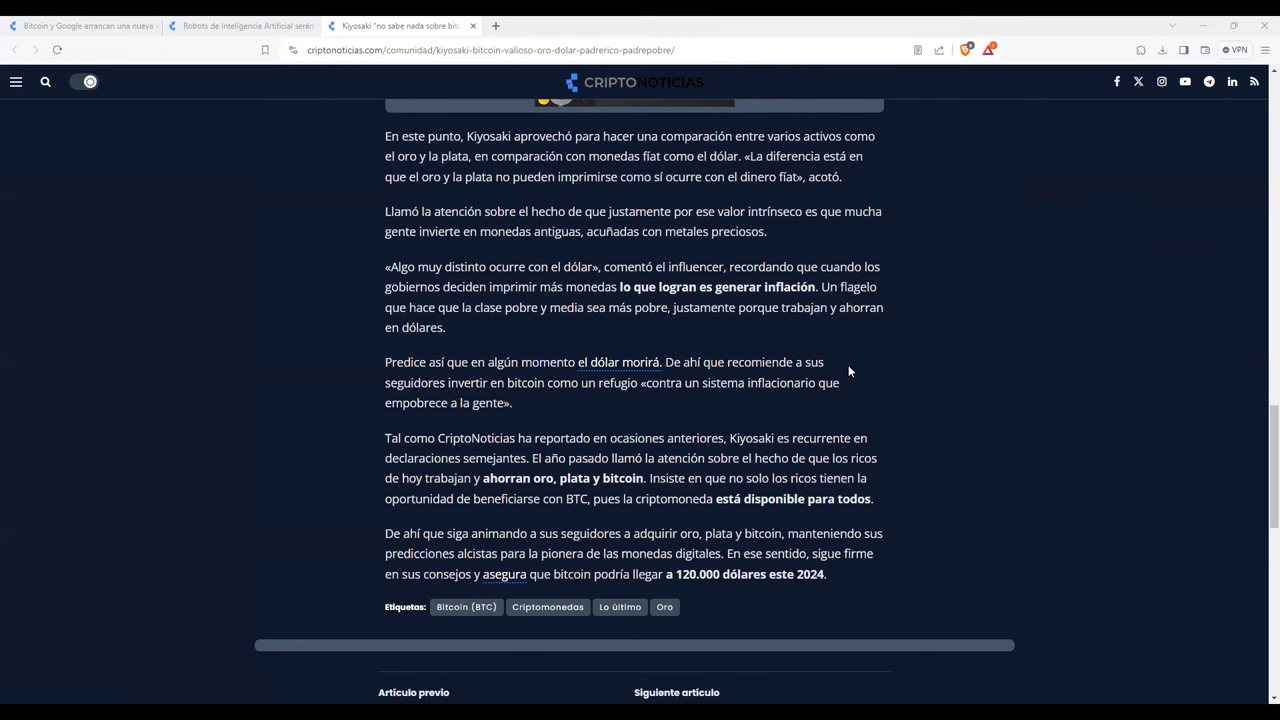 Bitcoin y Google arrancan una nueva
Robots de Inteligencia Artificial serán
Kiyosaki "no sabe nada sobre bit
criptonoticias.com/comunidad/kiyosaki-bitcoin-valioso-oro-dolar-padrerico-padrepobre/
VPN
CRIPTONOTICIAS
En este punto, Kiyosaki aprovechó para hacer una comparación entre varios activos como
el oro y la plata, en comparación con monedas fíat como el dólar. «La diferencia está en
que el oro y la plata no pueden imprimirse como sí ocurre con el dinero fíat», acotó.
Llamó la atención sobre el hecho de que justamente por ese valor intrínseco es que mucha
gente invierte en monedas antiguas, acuñadas con metales preciosos.
«Algo muy distinto ocurre con el dólar», comentó el influencer, recordando que cuando los
gobiernos deciden imprimir más monedas lo que logran es generar inflación. Un flagelo
que hace que la clase pobre y media sea más pobre, justamente porque trabajan y ahorran
en dólares.
Predice así que en algún momento el dólar morirá. De ahí que recomiende a sus
seguidores invertir en bitcoin como un refugio «contra un sistema inflacionario que
empobrece a la gente».
Tal como CriptoNoticias ha reportado en ocasiones anteriores, Kiyosaki es recurrente en
declaraciones semejantes. El año pasado llamó la atención sobre el hecho de que los ricos
de hoy trabajan y ahorran oro, plata y bitcoin. Insiste en que no solo los ricos tienen la
oportunidad de beneficiarse con BTC, pues la criptomoneda está disponible para todos.
De ahí que siga animando a sus seguidores a adquirir oro, plata y bitcoin, manteniendo sus
predicciones alcistas para la pionera de las monedas digitales. En ese sentido, sigue firme
en sus consejos y asegura que bitcoin podría llegar a 120.000 dólares este 2024.
Etiquetas: Bitcoin (BTC) Criptomonedas Lo último Oro
Artículo previo Siguiente artículo